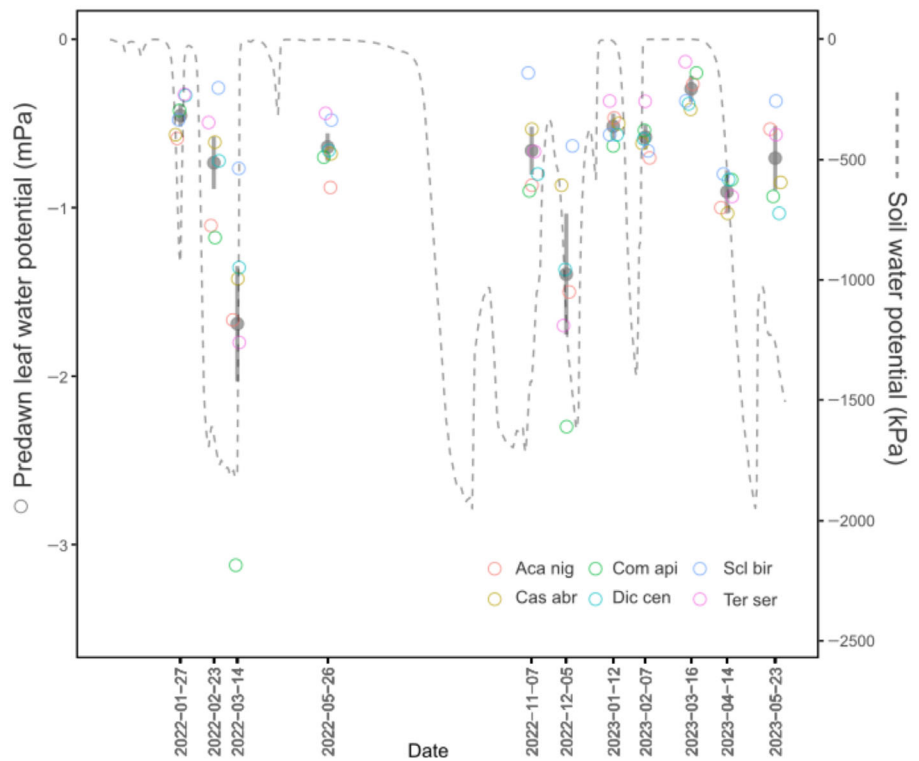 0
−1
−2
−3
Predawn leaf water potential (mPa)
−0
−500
−1000
−1500
−2000
−2500
Soil water potential (kPa)
Aca nig
Com api
Scl bir
Cas abr
Dic cen
Ter ser
2022−01−27
2022−02−23
2022−03−14
2022−05−26
2022−11−07
2022−12−05
2023−01−12
2023−02−07
2023−03−16
2023−04−14
2023−05−23
Date